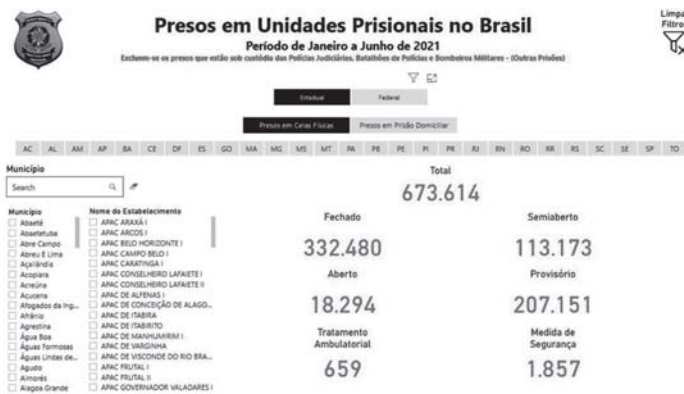 Presos em Unidades Prisionais no Brasil
Período de Janeiro a Junho de 2021
Excluem-se os presos que estão sob custódia das Polícias Judiciárias, Batalhões de Polícias e Bombeiros Militares - (Outras Prisões)
Limpa
Filtro
Estadual Federal
Presos em Celas Físicas Presos em Prisão Domiciliar
AC AL AM AP BA CE DF ES GO MA MG MS MT PA PB PE PI PR RJ RN RO RR RS SC SE SP TO
Município
Search
Total
673.614
Município
Abaeté
Abaetetuba
Abre Campo
Abreu E Lima
Açailândia
Acopiara
Acreúna
Açucena
Afogados da Ing...
Afrânio
Agrestina
Água Boa
Águas Formosas
Águas Lindas de...
Agudo
Aimorés
Alagoa Grande
Nome do Estabelecimento
APAC ARAXÁ I
APAC ARCOS I
APAC BELO HORIZONTE I
APAC CAMPO BELO I
APAC CARATINGA I
APAC CONSELHEIRO LAFAIETE I
APAC CONSELHEIRO LAFAIETE II
APAC DE ALFENAS I
APAC DE CONCEIÇÃO DE ALAGO...
APAC DE ITABIRA
APAC DE ITABIRITO
APAC DE MANHUMIRIM I
APAC DE VARGINHA
APAC DE VISCONDE DO RIO BRA...
APAC FRUTAL I
APAC FRUTAL II
APAC GOVERNADOR VALADARES I
Fechado
332.480
Semiaberto
113.173
Aberto
18.294
Provisório
207.151
Tratamento
Ambulatorial
659
Medida de
Segurança
1.857